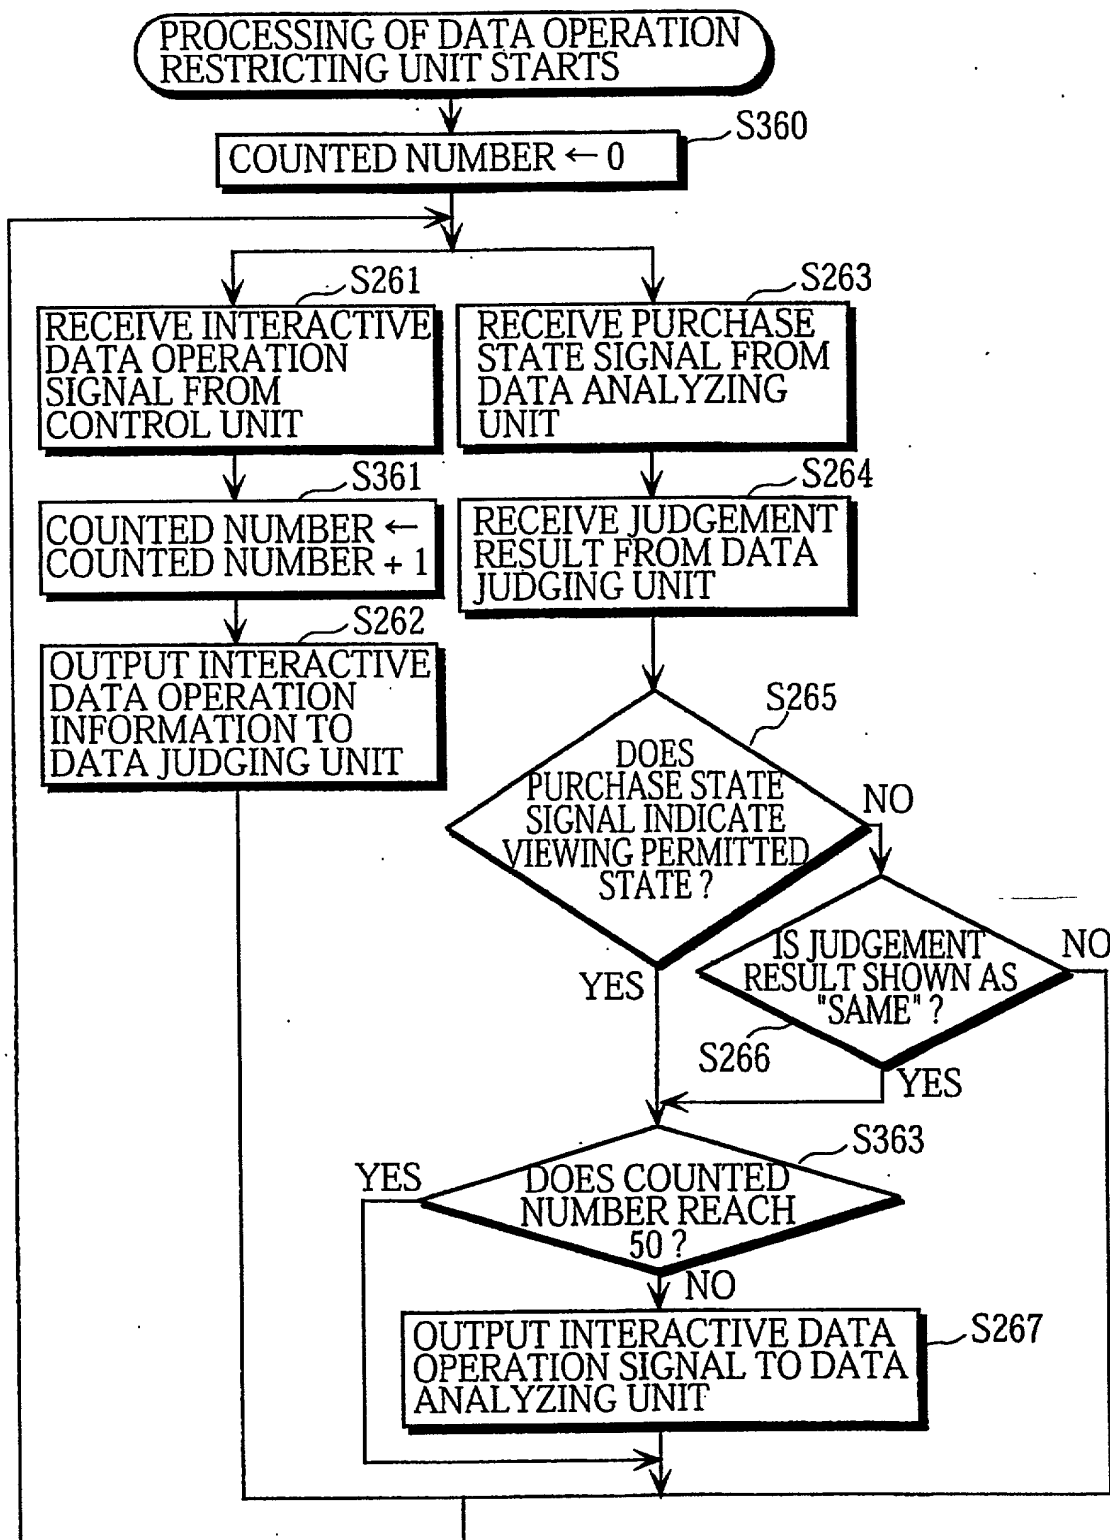 PROCESSING OF DATA OPERATION
RESTRICTING UNIT STARTS
S360
COUNTED NUMBER ← 0
S261
RECEIVE INTERACTIVE
DATA OPERATION
SIGNAL FROM
CONTROL UNIT
S361
COUNTED NUMBER ←
COUNTED NUMBER + 1
S262
OUTPUT INTERACTIVE
DATA OPERATION
INFORMATION TO
DATA JUDGING UNIT
S263
RECEIVE PURCHASE
STATE SIGNAL FROM
DATA ANALYZING
UNIT
S264
RECEIVE JUDGEMENT
RESULT FROM DATA
JUDGING UNIT
S265
DOES
PURCHASE STATE
SIGNAL INDICATE
VIEWING PERMITTED
STATE ?
NO
YES
IS JUDGEMENT
RESULT SHOWN AS
"SAME" ?
NO
S266
YES
S363
YES
DOES COUNTED
NUMBER REACH
50 ?
NO
S267
OUTPUT INTERACTIVE DATA
OPERATION SIGNAL TO DATA
ANALYZING UNIT